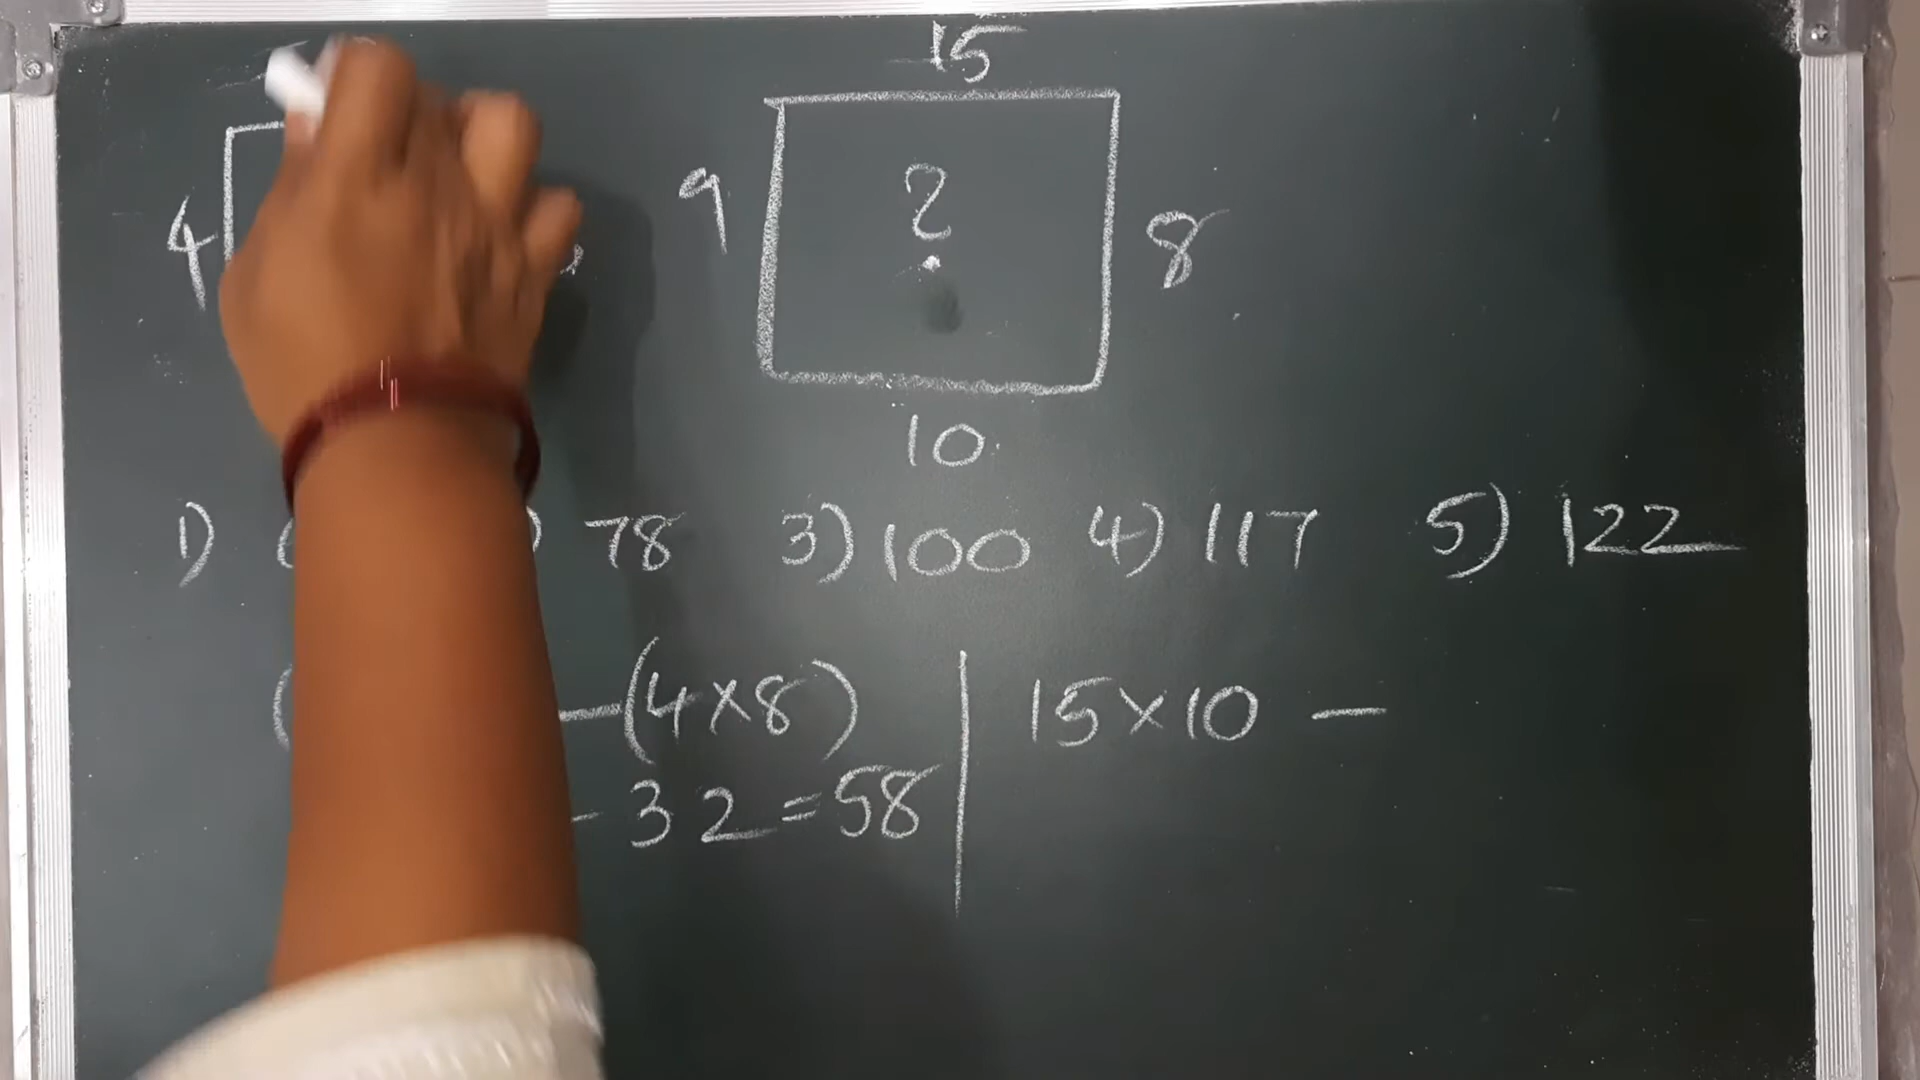 15
4 9 ? 8
10
1) 78 3) 100 4) 117 5) 122
( - (4×8) 15×10 -
- 32 = 58